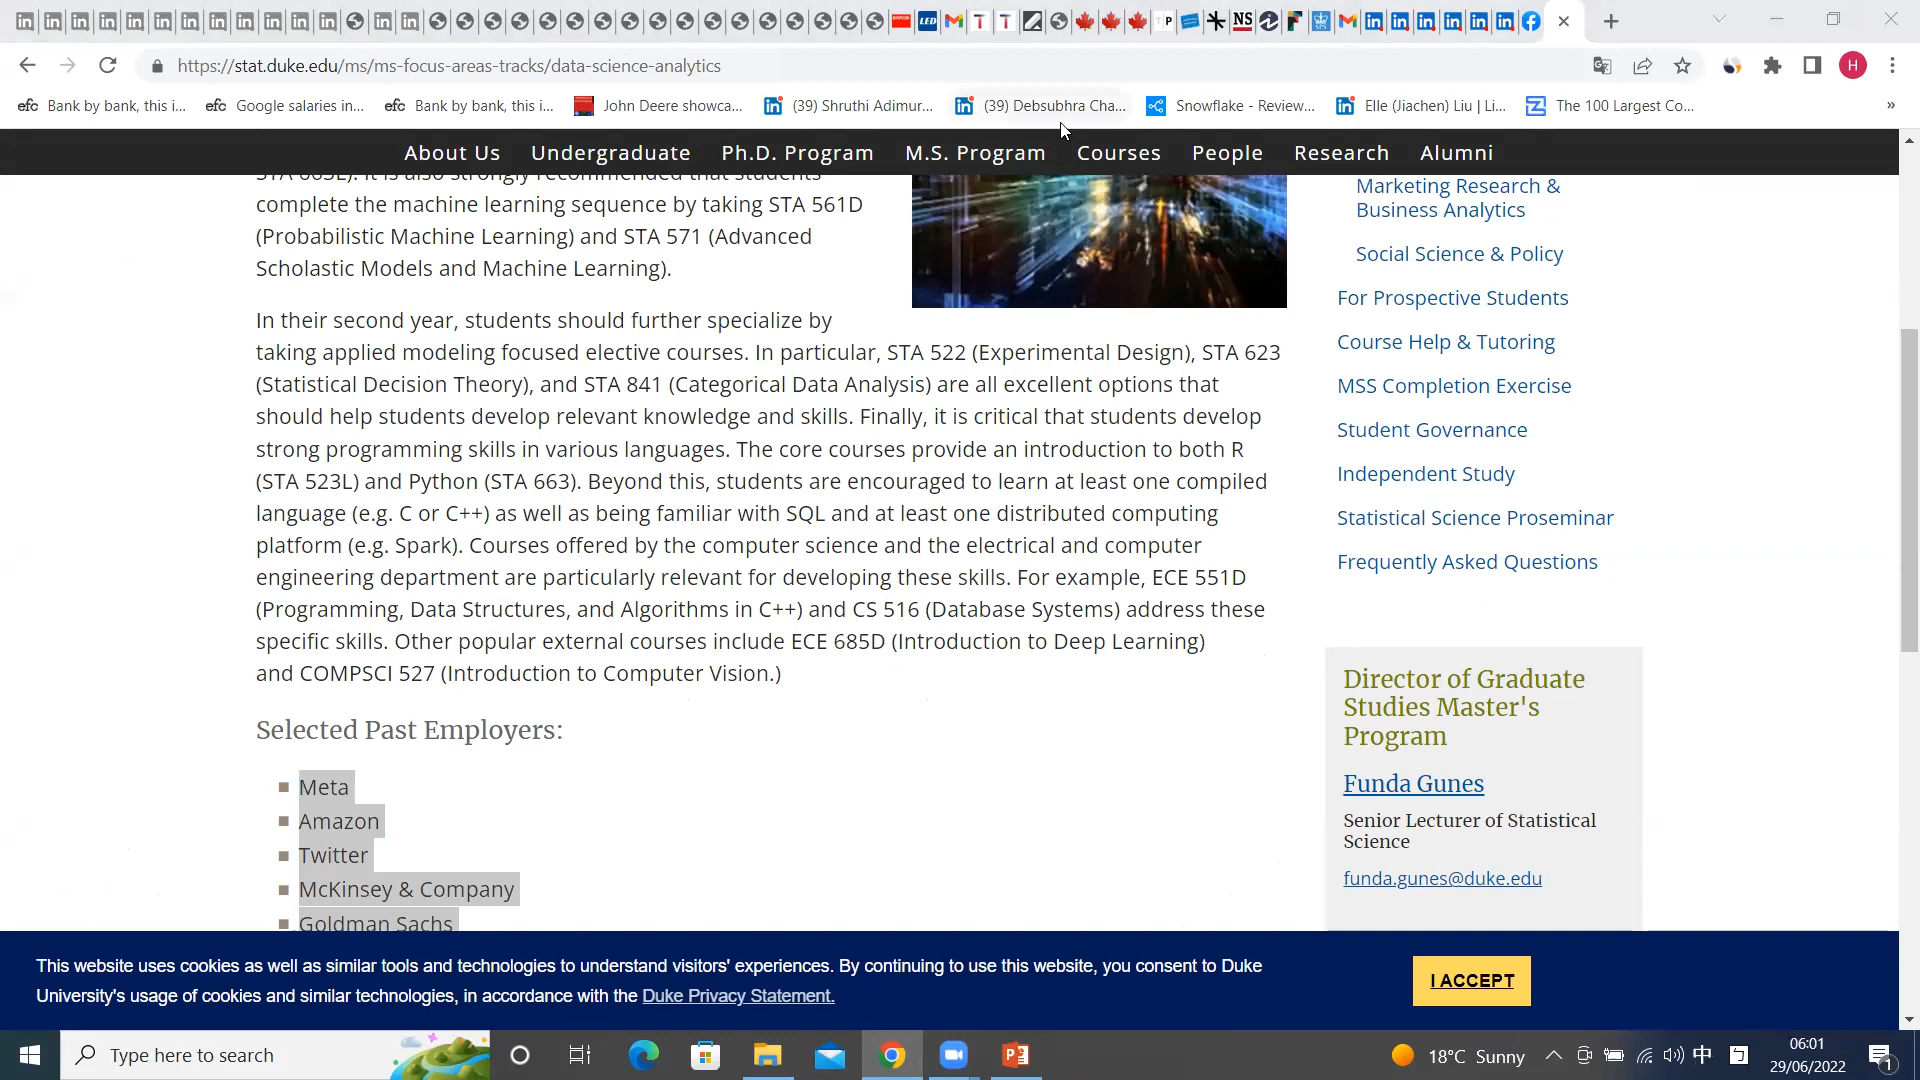 https://stat.duke.edu/ms/ms-focus-areas-tracks/data-science-analytics
H
efc Bank by bank, this i...
efc Google salaries in...
efc Bank by bank, this i...
John Deere showca...
(39) Shruthi Adimur...
(39) Debsubhra Cha...
Snowflake - Review...
Elle (Jiachen) Liu | Li...
The 100 Largest Co...
»
About Us Undergraduate Ph.D. Program M.S. Program Courses People Research Alumni
STA 663L). It is also strongly recommended that students
complete the machine learning sequence by taking STA 561D
(Probabilistic Machine Learning) and STA 571 (Advanced
Scholastic Models and Machine Learning).
In their second year, students should further specialize by
taking applied modeling focused elective courses. In particular, STA 522 (Experimental Design), STA 623
(Statistical Decision Theory), and STA 841 (Categorical Data Analysis) are all excellent options that
should help students develop relevant knowledge and skills. Finally, it is critical that students develop
strong programming skills in various languages. The core courses provide an introduction to both R
(STA 523L) and Python (STA 663). Beyond this, students are encouraged to learn at least one compiled
language (e.g. C or C++) as well as being familiar with SQL and at least one distributed computing
platform (e.g. Spark). Courses offered by the computer science and the electrical and computer
engineering department are particularly relevant for developing these skills. For example, ECE 551D
(Programming, Data Structures, and Algorithms in C++) and CS 516 (Database Systems) address these
specific skills. Other popular external courses include ECE 685D (Introduction to Deep Learning)
and COMPSCI 527 (Introduction to Computer Vision.)
Selected Past Employers:
Meta
Amazon
Twitter
McKinsey & Company
Goldman Sachs
Marketing Research &
Business Analytics
Social Science & Policy
For Prospective Students
Course Help & Tutoring
MSS Completion Exercise
Student Governance
Independent Study
Statistical Science Proseminar
Frequently Asked Questions
Director of Graduate
Studies Master's
Program
Funda Gunes
Senior Lecturer of Statistical
Science
funda.gunes@duke.edu
This website uses cookies as well as similar tools and technologies to understand visitors' experiences. By continuing to use this website, you consent to Duke
University's usage of cookies and similar technologies, in accordance with the Duke Privacy Statement.
I ACCEPT
Type here to search
18°C Sunny
中
06:01
29/06/2022
1